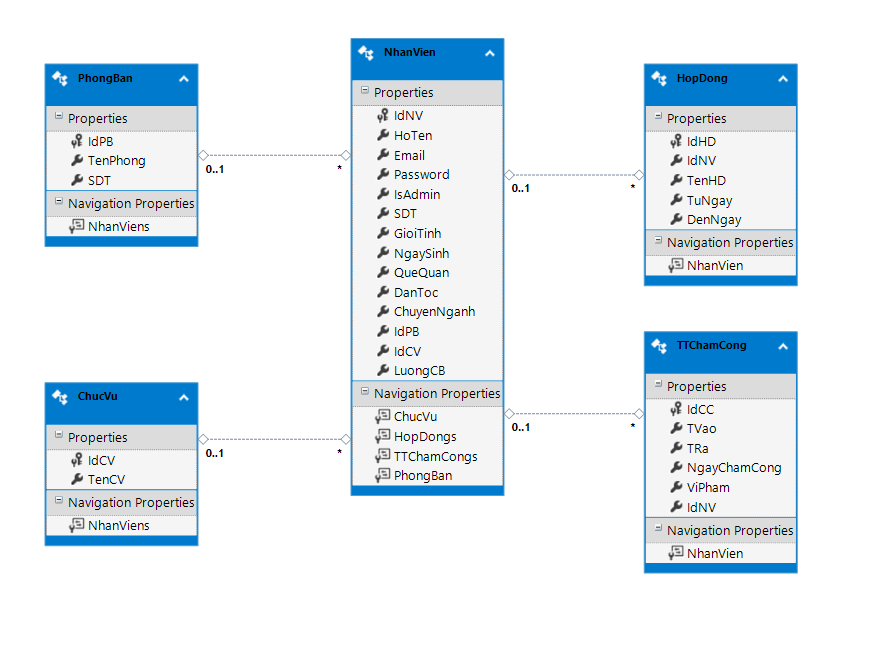 PhongBan
Properties
IdPB
TenPhong
SDT
Navigation Properties
NhanViens
0..1
*
NhanVien
Properties
IdNV
HoTen
Email
Password
IsAdmin
SDT
GioiTinh
NgaySinh
QueQuan
DanToc
ChuyenNganh
IdPB
IdCV
LuongCB
Navigation Properties
ChucVu
HopDongs
TTChamCongs
PhongBan
0..1
*
HopDong
Properties
IdHD
IdNV
TenHD
TuNgay
DenNgay
Navigation Properties
NhanVien
ChucVu
Properties
IdCV
TenCV
Navigation Properties
NhanViens
0..1
*
0..1
*
TTChamCong
Properties
IdCC
TVao
TRa
NgayChamCong
ViPham
IdNV
Navigation Properties
NhanVien